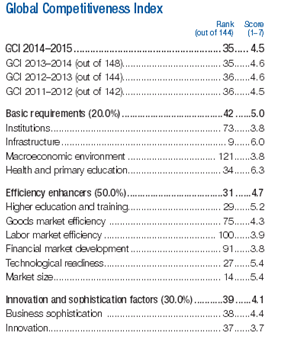 Global Competitiveness Index
Rank Score
(out of 144) (1–7)
GCI 2014–2015 ........ 35 ...... 4.5
GCI 2013–2014 (out of 148) ........ 35 ...... 4.6
GCI 2012–2013 (out of 144) ........ 36 ...... 4.6
GCI 2011–2012 (out of 142) ........ 36 ...... 4.5
Basic requirements (20.0%) ........ 42 ...... 5.0
Institutions ........ 73 ...... 3.8
Infrastructure ........ 9 ...... 6.0
Macroeconomic environment ........ 121 ...... 3.8
Health and primary education ........ 34 ...... 6.3
Efficiency enhancers (50.0%) ........ 31 ...... 4.7
Higher education and training ........ 29 ...... 5.2
Goods market efficiency ........ 75 ...... 4.3
Labor market efficiency ........ 100 ...... 3.9
Financial market development ........ 91 ...... 3.8
Technological readiness ........ 27 ...... 5.4
Market size ........ 14 ...... 5.4
Innovation and sophistication factors (30.0%) ........ 39 ...... 4.1
Business sophistication ........ 38 ...... 4.4
Innovation ........ 37 ...... 3.7